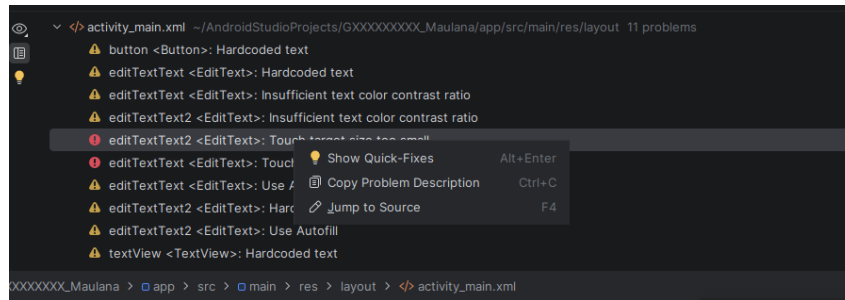 activity_main.xml ~/AndroidStudioProjects/GXXXXXXXXX_Maulana/app/src/main/res/layout 11 problems
button <Button>: Hardcoded text
editTextText <EditText>: Hardcoded text
editTextText <EditText>: Insufficient text color contrast ratio
editTextText2 <EditText>: Insufficient text color contrast ratio
editTextText2 <EditText>: Touch target size too small
editTextText <EditText>: Touch
Show Quick-Fixes Alt+Enter
editTextText <EditText>: Use A
Copy Problem Description Ctrl+C
editTextText2 <EditText>: Hard
Jump to Source F4
editTextText2 <EditText>: Use Autofill
textView <TextView>: Hardcoded text
XXXXXXXX_Maulana > app > src > main > res > layout > activity_main.xml